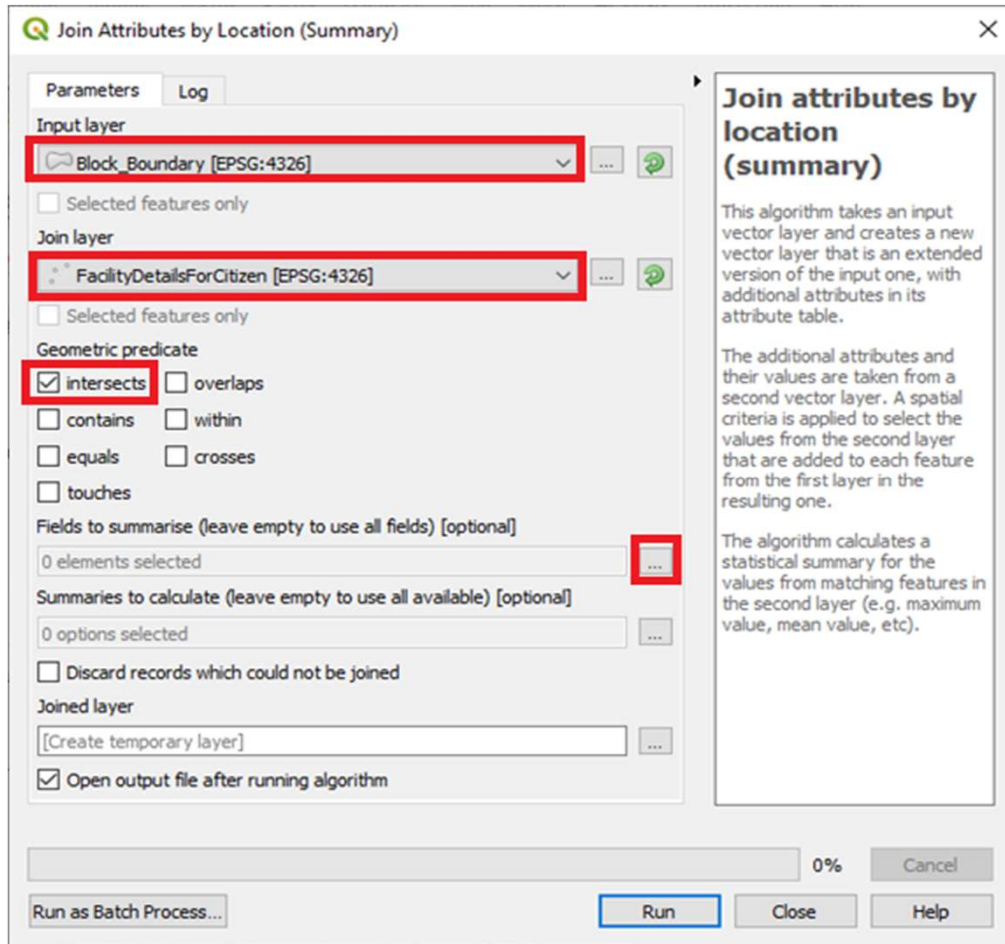 Join Attributes by Location (Summary)
Parameters
Log
Input layer
Block_Boundary [EPSG:4326]
...
Selected features only
Join layer
FacilityDetailsForCitizen [EPSG:4326]
...
Selected features only
Geometric predicate
intersects
overlaps
contains
within
equals
crosses
touches
Fields to summarise (leave empty to use all fields) [optional]
0 elements selected
...
Summaries to calculate (leave empty to use all available) [optional]
0 options selected
...
Discard records which could not be joined
Joined layer
[Create temporary layer]
...
Open output file after running algorithm
Join attributes by
location
(summary)
This algorithm takes an input
vector layer and creates a new
vector layer that is an extended
version of the input one, with
additional attributes in its
attribute table.
The additional attributes and
their values are taken from a
second vector layer. A spatial
criteria is applied to select the
values from the second layer
that are added to each feature
from the first layer in the
resulting one.
The algorithm calculates a
statistical summary for the
values from matching features in
the second layer (e.g. maximum
value, mean value, etc).
0%
Cancel
Run as Batch Process...
Run
Close
Help